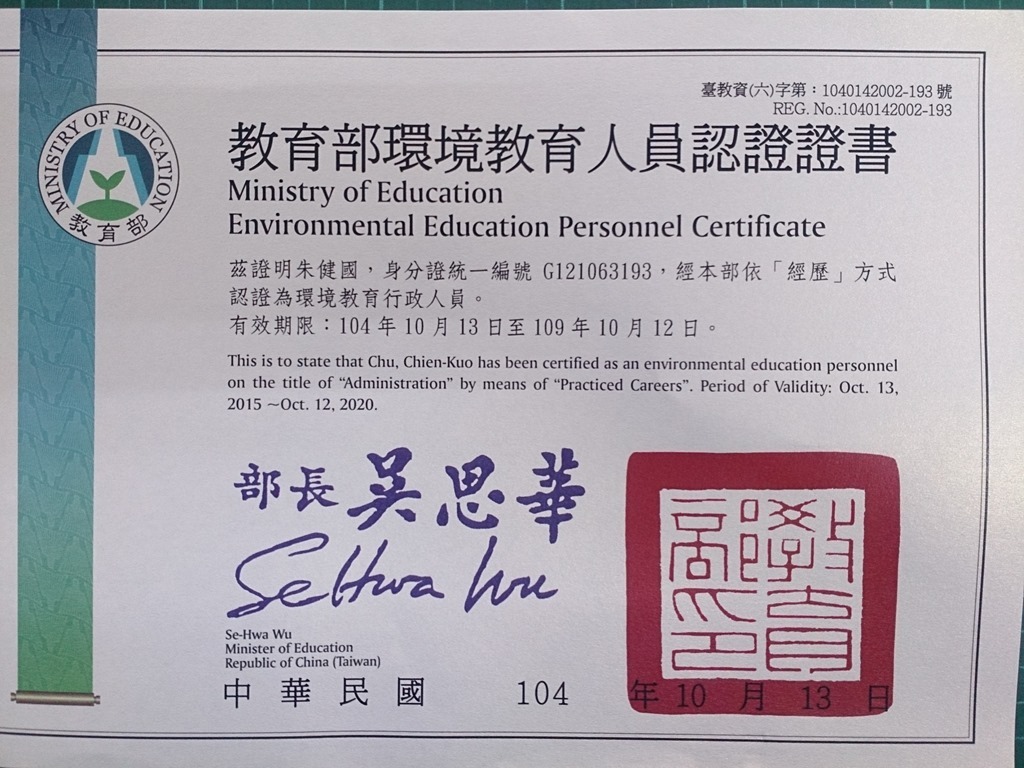 臺教資(六)字第：1040142002-193 號
REG. No.:1040142002-193
MINISTRY OF EDUCATION
教育部
教育部環境教育人員認證證書
Ministry of Education
Environmental Education Personnel Certificate
茲證明朱健國，身分證統一編號 G121063193，經本部依「經歷」方式
認證為環境教育行政人員。
有效期限：104 年 10 月 13 日至 109 年 10 月 12 日。
This is to state that Chu, Chien-Kuo has been certified as an environmental education personnel
on the title of “Administration” by means of “Practiced Careers”. Period of Validity: Oct. 13,
2015 ~Oct. 12, 2020.
部長 吳思華
SeHwa Wu
Se-Hwa Wu
Minister of Education
Republic of China (Taiwan)
教育部印
中華民國 104 年 10 月 13 日